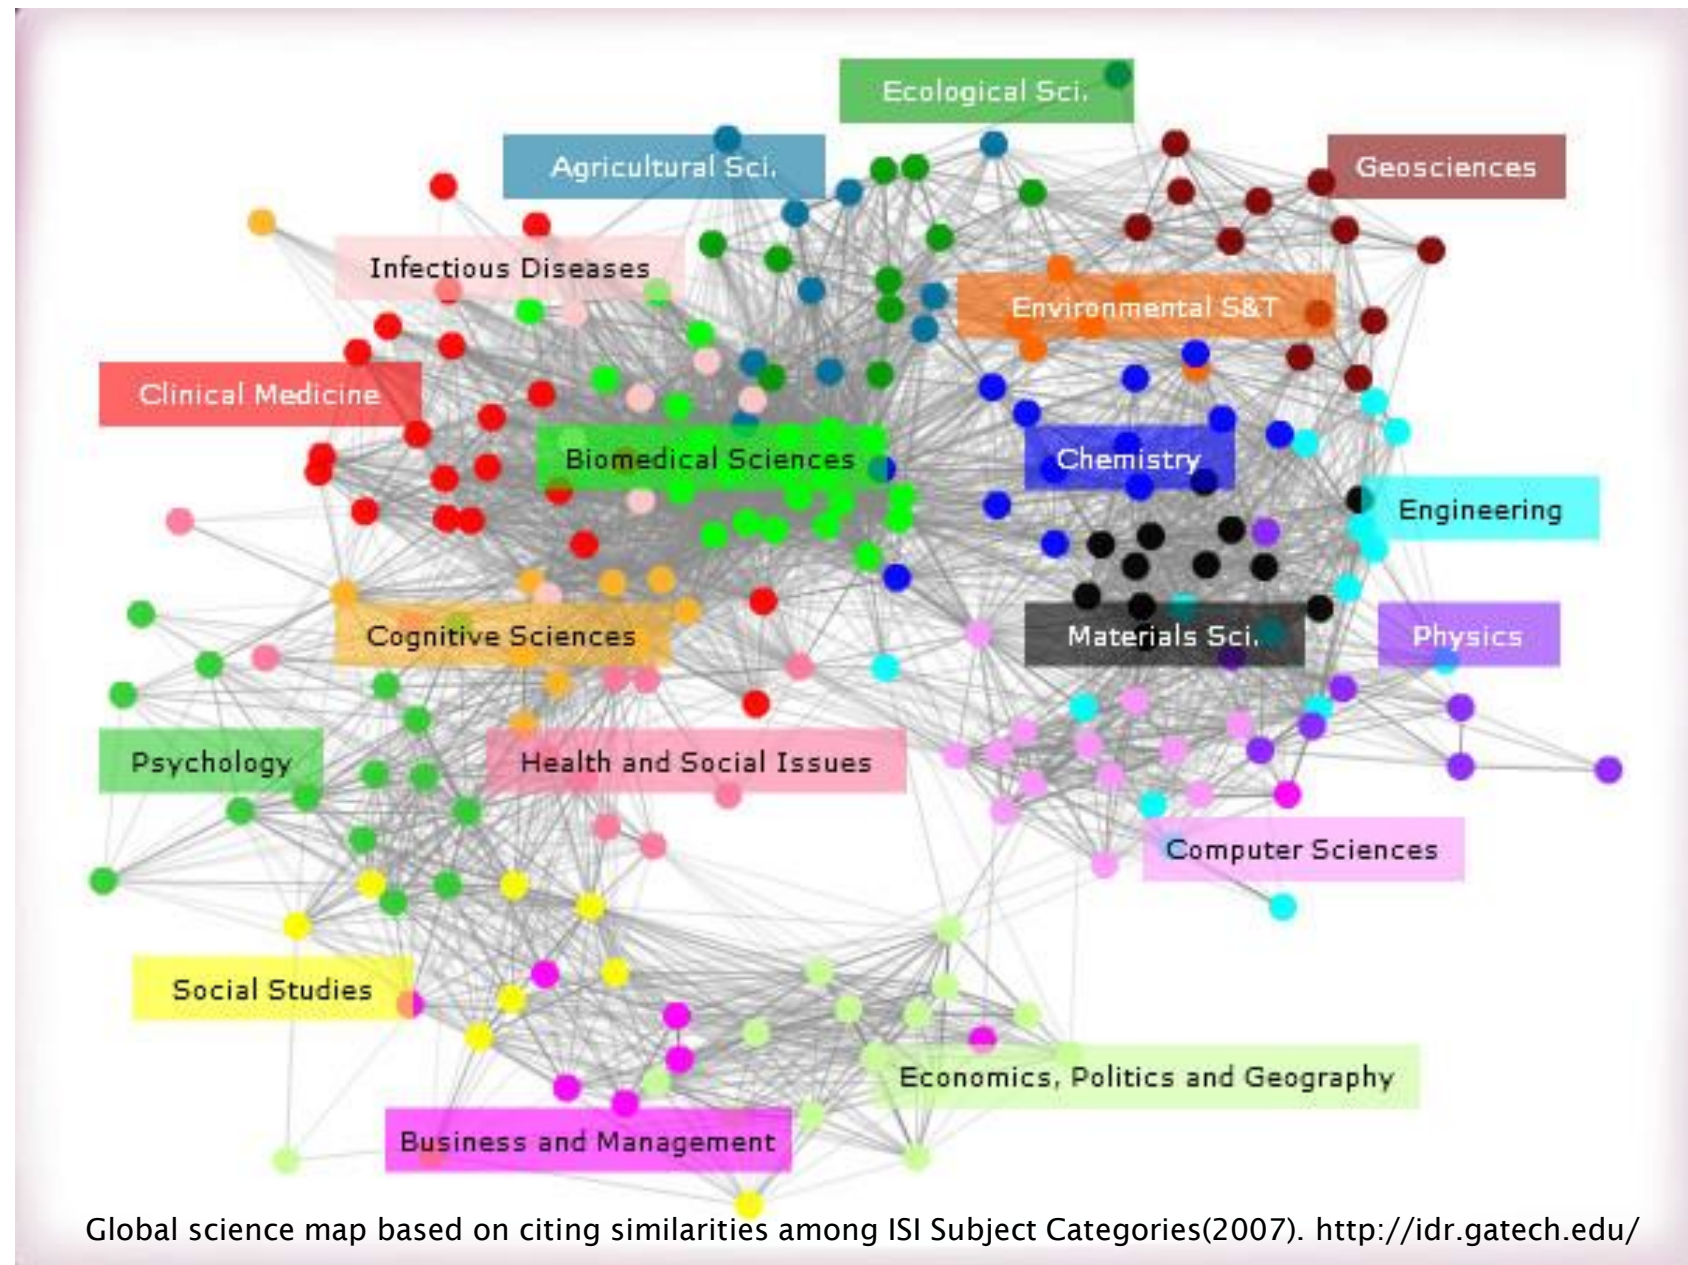 Ecological Sci.
Agricultural Sci.
Geosciences
Infectious Diseases
Environmental S&T
Clinical Medicine
Biomedical Sciences
Chemistry
Engineering
Cognitive Sciences
Materials Sci.
Physics
Psychology
Health and Social Issues
Computer Sciences
Social Studies
Economics, Politics and Geography
Business and Management
Global science map based on citing similarities among ISI Subject Categories(2007). http://idr.gatech.edu/